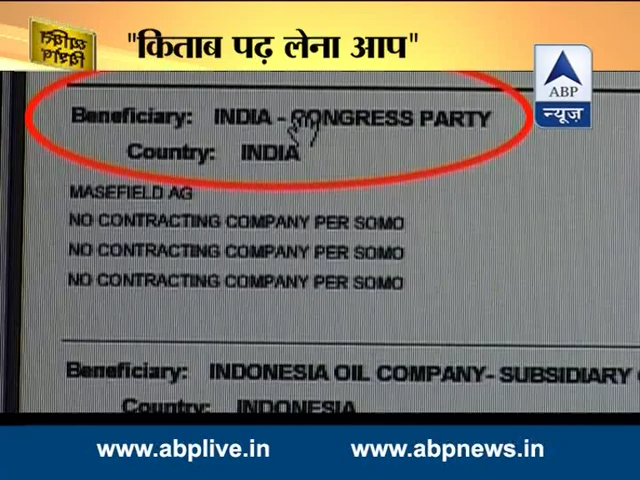 "किताब पढ़ लेना आप"
ABP
न्यूज़
Beneficiary: INDIA - CONGRESS PARTY
Country: INDIA
MASEFIELD AG
NO CONTRACTING COMPANY PER SOMO
NO CONTRACTING COMPANY PER SOMO
NO CONTRACTING COMPANY PER SOMO
Beneficiary: INDONESIA OIL COMPANY- SUBSIDIARY
Country: INDONESIA
www.abplive.in
www.abpnews.in